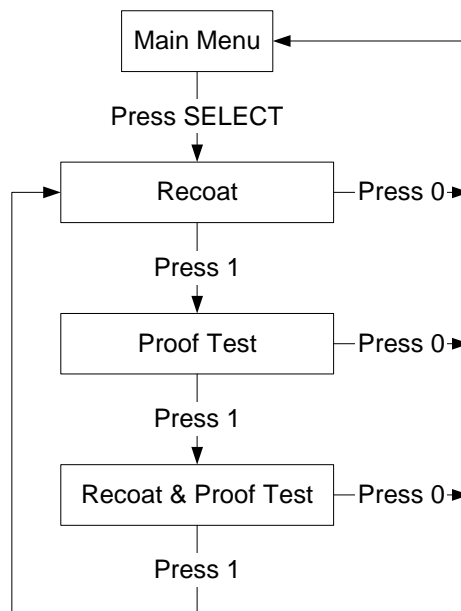 Main Menu
Press SELECT
Recoat
Press 0
Press 1
Proof Test
Press 0
Press 1
Recoat & Proof Test
Press 0
Press 1